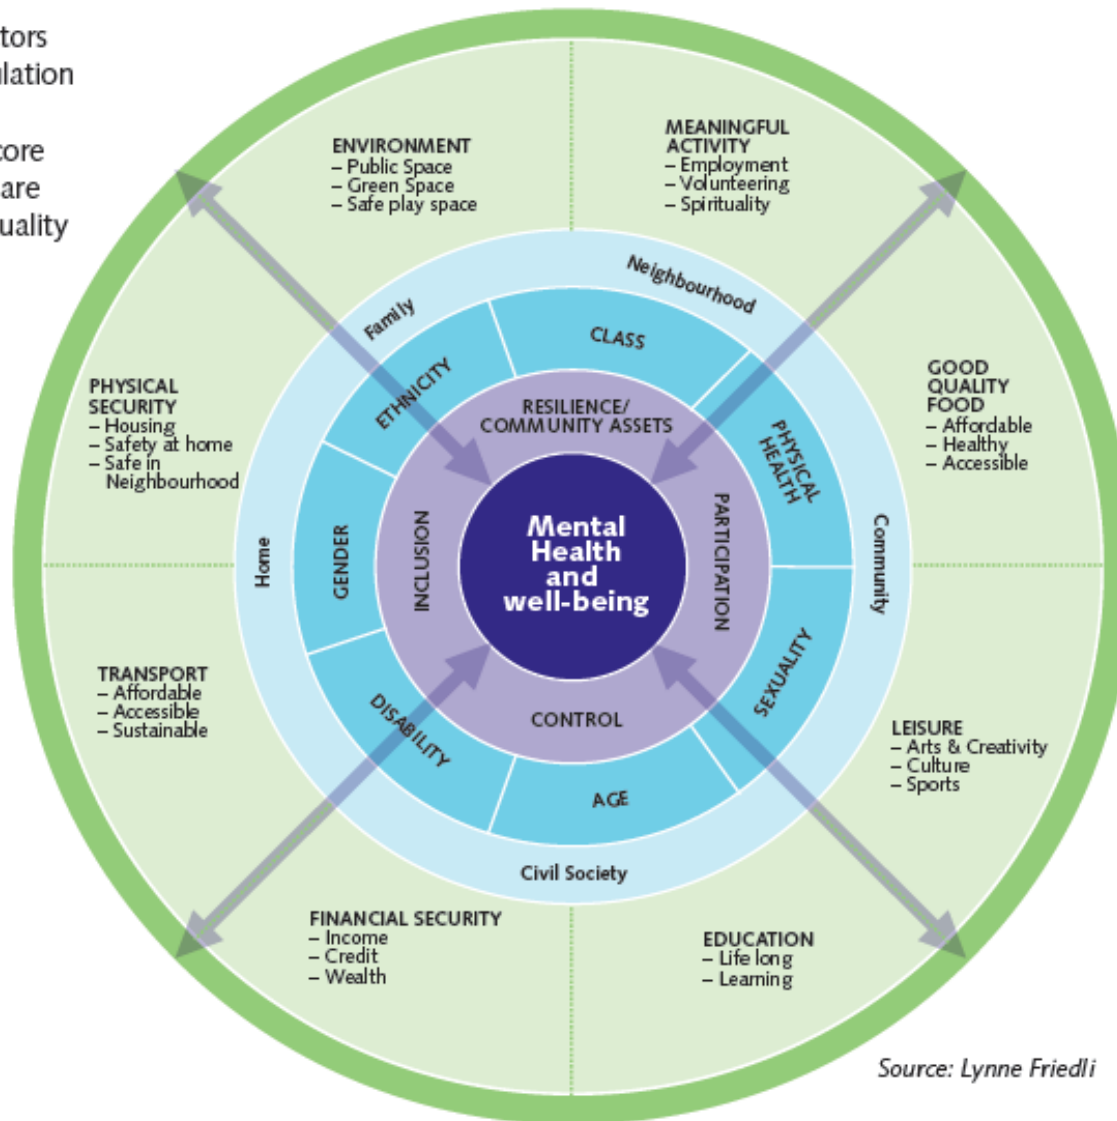 tors
ulation
core
are
uality
ENVIRONMENT
– Public Space
– Green Space
– Safe play space
MEANINGFUL
ACTIVITY
– Employment
– Volunteering
– Spirituality
PHYSICAL
SECURITY
– Housing
– Safety at home
– Safe in
Neighbourhood
GOOD
QUALITY
FOOD
– Affordable
– Healthy
– Accessible
TRANSPORT
– Affordable
– Accessible
– Sustainable
LEISURE
– Arts & Creativity
– Culture
– Sports
FINANCIAL SECURITY
– Income
– Credit
– Wealth
EDUCATION
– Life long
– Learning
Family
Neighbourhood
Home
Community
Civil Society
ETHNICITY
CLASS
PHYSICAL
HEALTH
GENDER
SEXUALITY
DISABILITY
AGE
RESILIENCE/
COMMUNITY ASSETS
INCLUSION
PARTICIPATION
CONTROL
Mental
Health
and
well-being
Source: Lynne Friedli